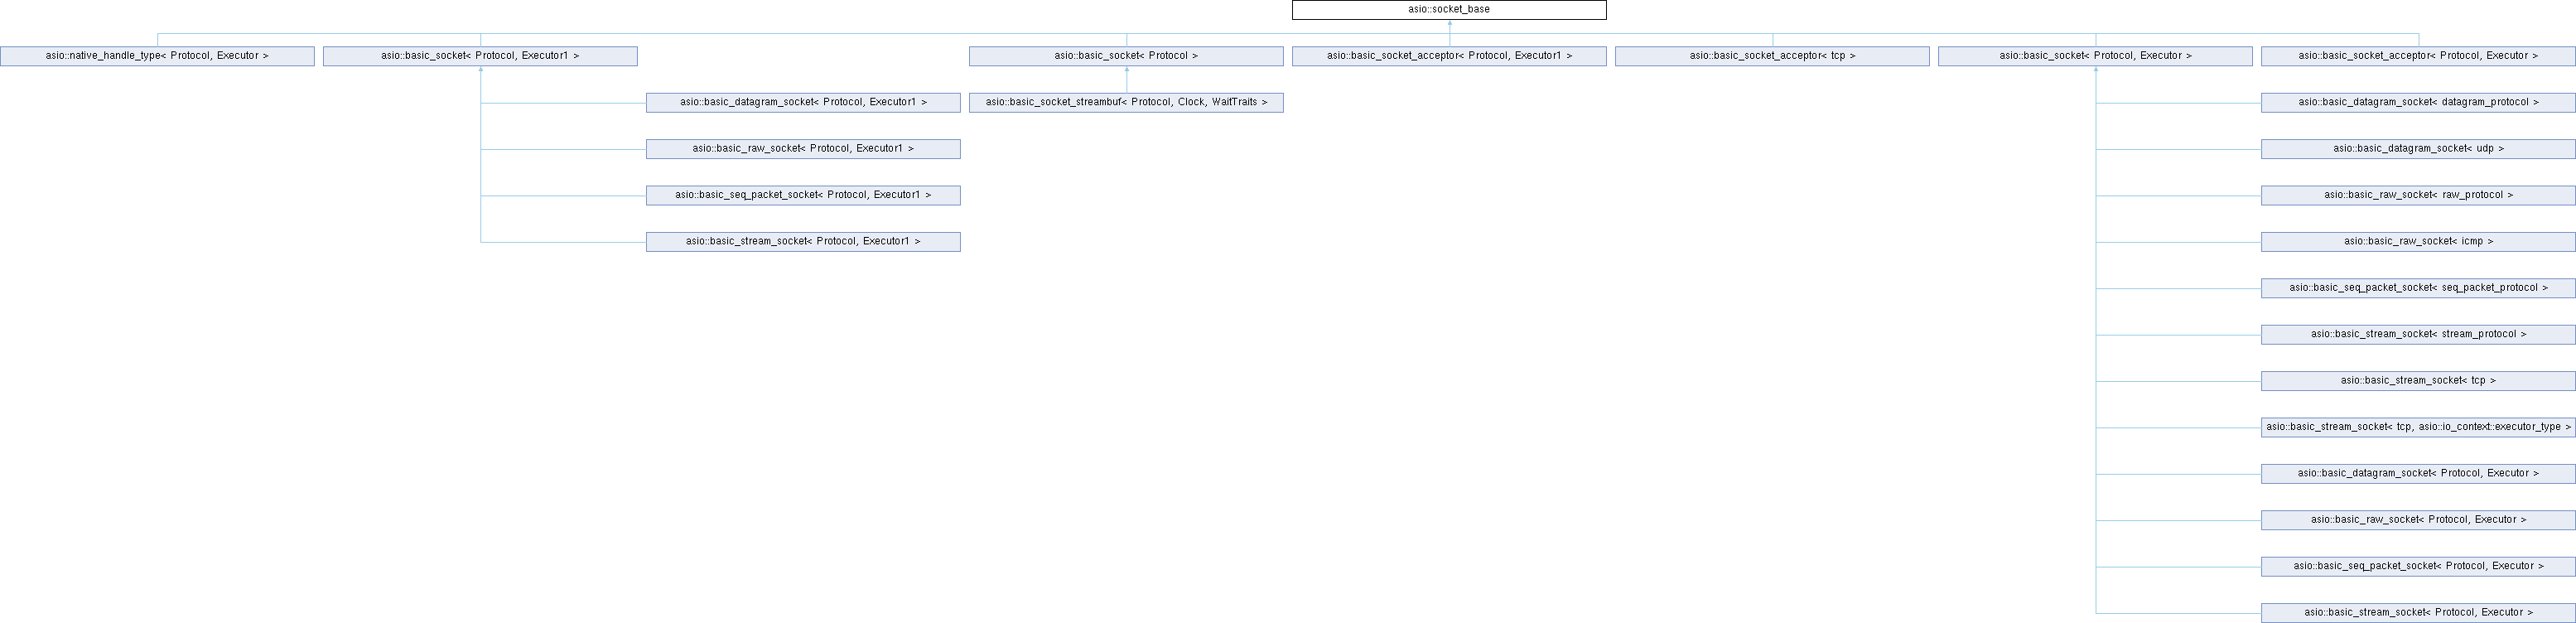 asio::socket_base
asio::native_handle_type< Protocol, Executor >
asio::basic_socket< Protocol, Executor1 >
asio::basic_socket< Protocol >
asio::basic_socket_acceptor< Protocol, Executor1 >
asio::basic_socket_acceptor< tcp >
asio::basic_socket< Protocol, Executor >
asio::basic_socket_acceptor< Protocol, Executor >
asio::basic_datagram_socket< Protocol, Executor1 >
asio::basic_socket_streambuf< Protocol, Clock, WaitTraits >
asio::basic_datagram_socket< datagram_protocol >
asio::basic_raw_socket< Protocol, Executor1 >
asio::basic_datagram_socket< udp >
asio::basic_seq_packet_socket< Protocol, Executor1 >
asio::basic_raw_socket< raw_protocol >
asio::basic_stream_socket< Protocol, Executor1 >
asio::basic_raw_socket< icmp >
asio::basic_seq_packet_socket< seq_packet_protocol >
asio::basic_stream_socket< stream_protocol >
asio::basic_stream_socket< tcp >
asio::basic_stream_socket< tcp, asio::io_context::executor_type >
asio::basic_datagram_socket< Protocol, Executor >
asio::basic_raw_socket< Protocol, Executor >
asio::basic_seq_packet_socket< Protocol, Executor >
asio::basic_stream_socket< Protocol, Executor >